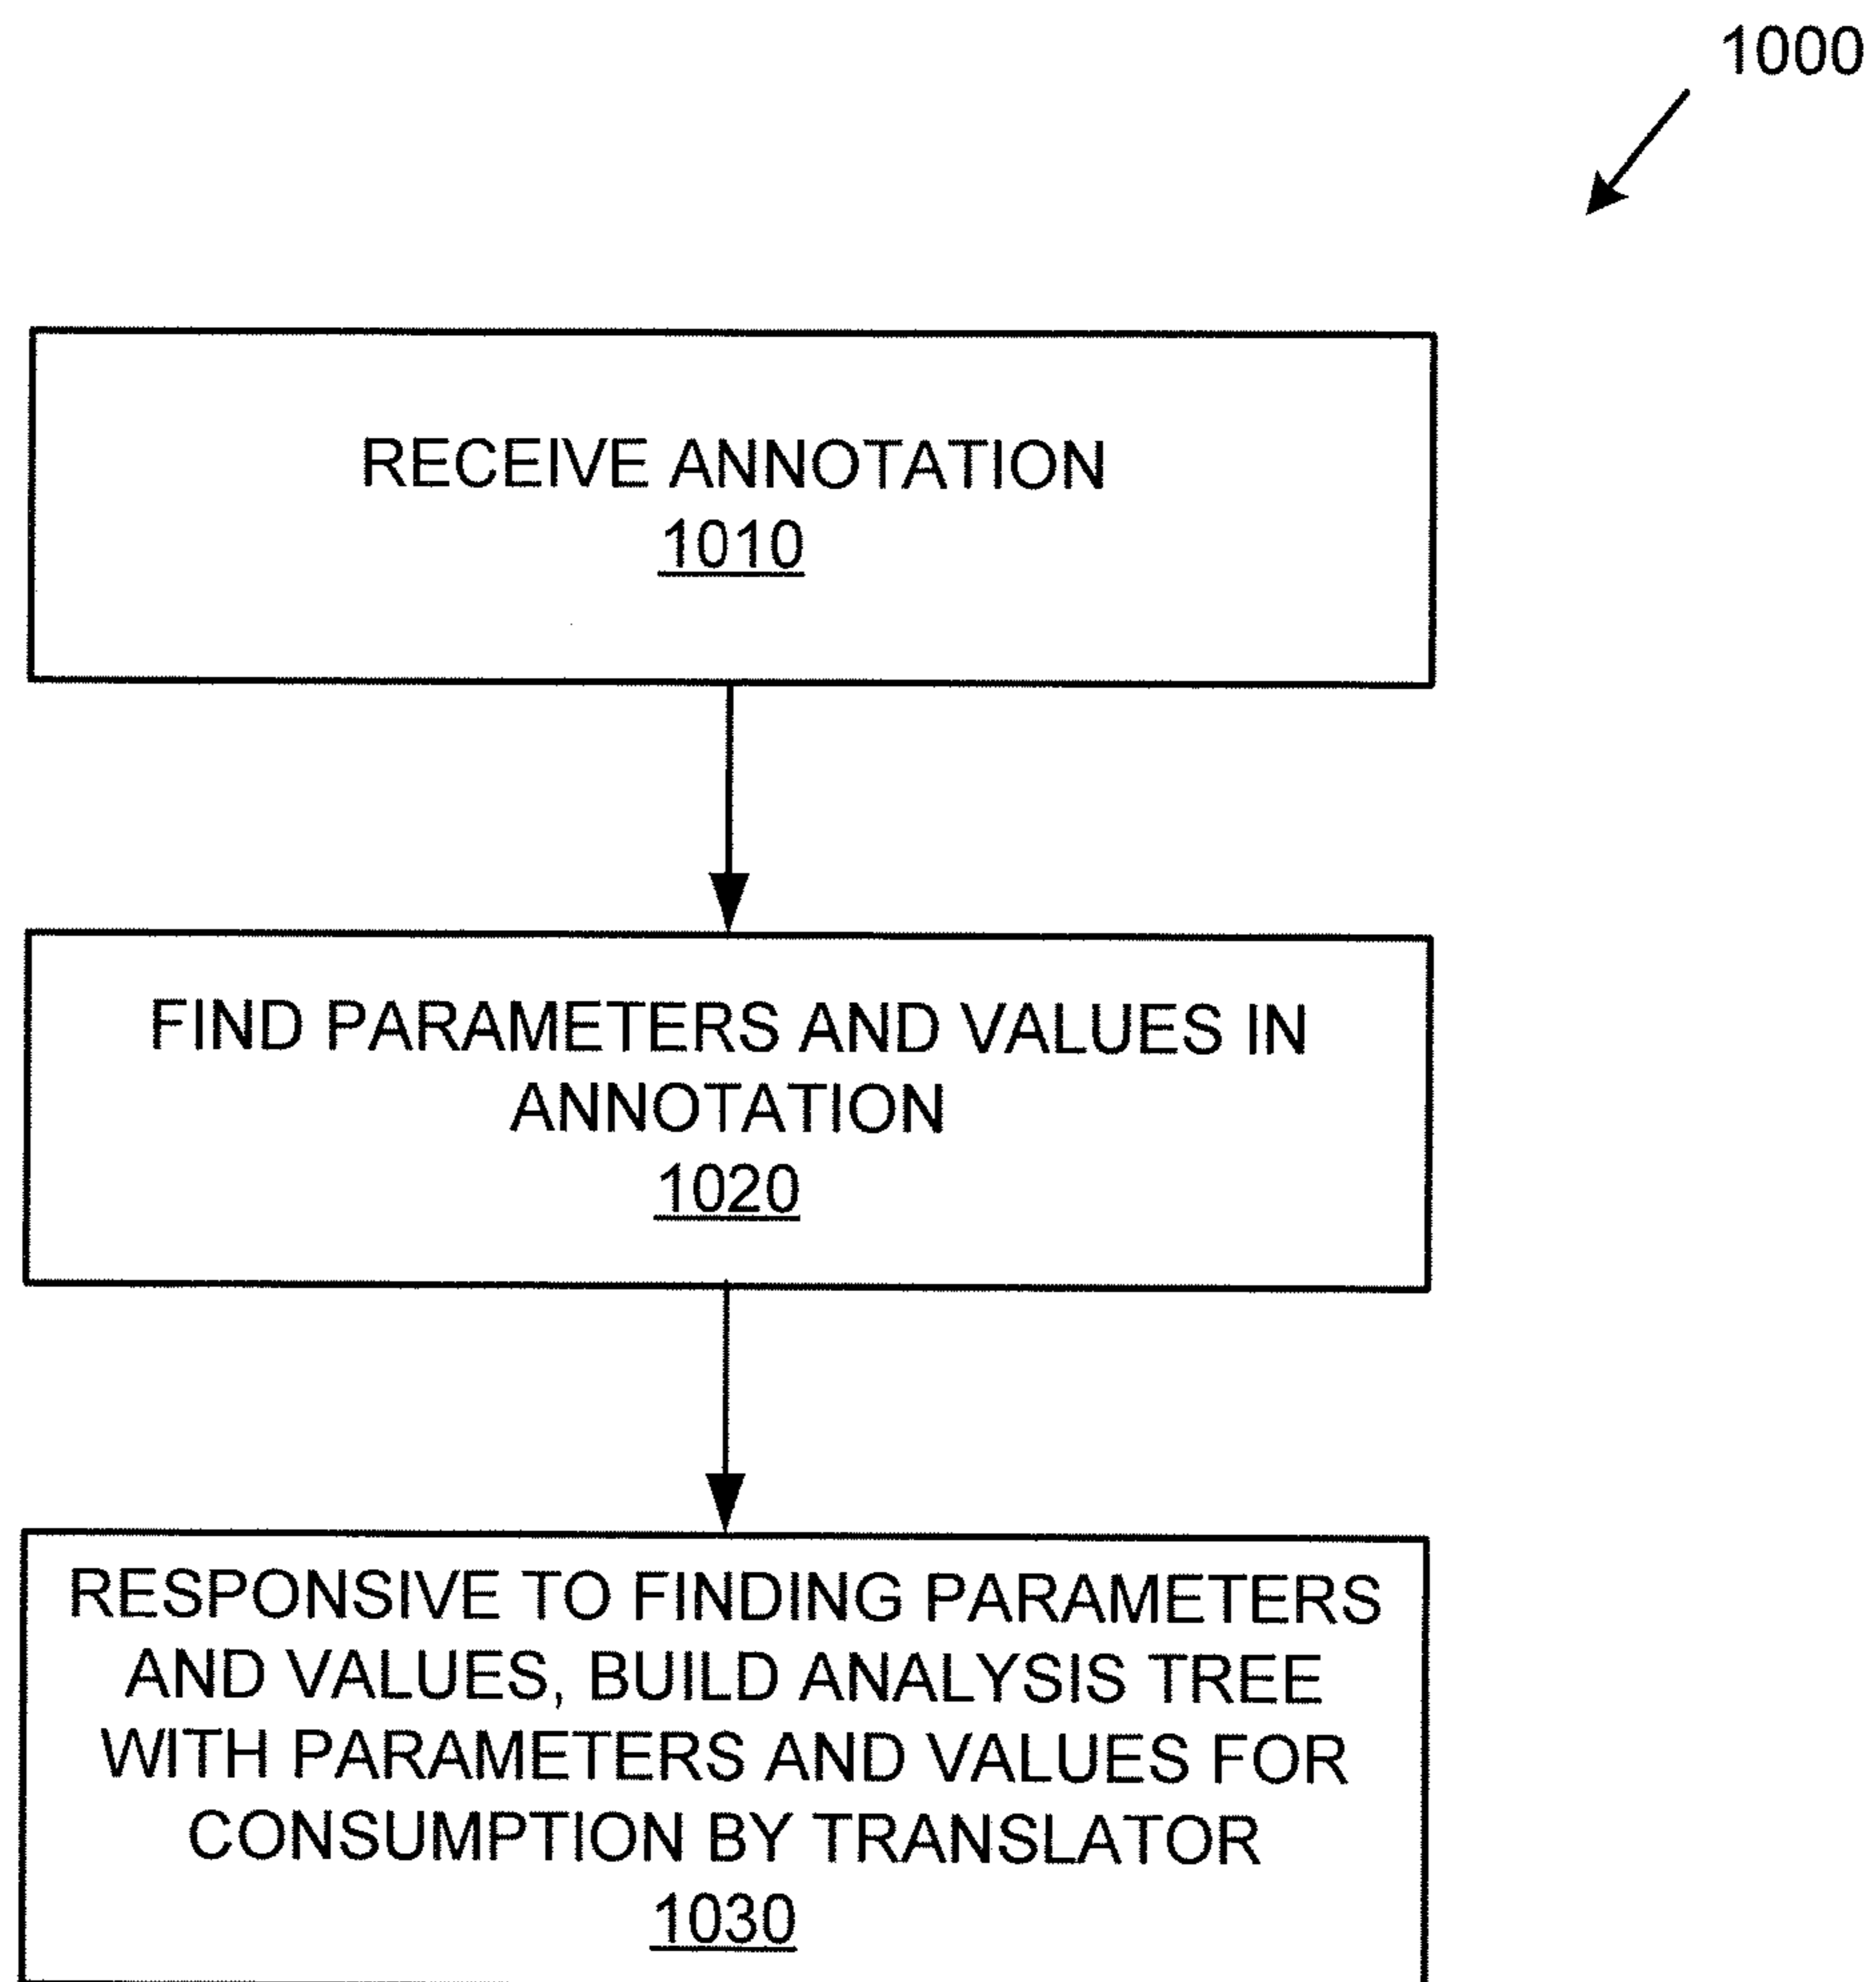 1000
RECEIVE ANNOTATION
1010
FIND PARAMETERS AND VALUES IN
ANNOTATION
1020
RESPONSIVE TO FINDING PARAMETERS
AND VALUES, BUILD ANALYSIS TREE
WITH PARAMETERS AND VALUES FOR
CONSUMPTION BY TRANSLATOR
1030